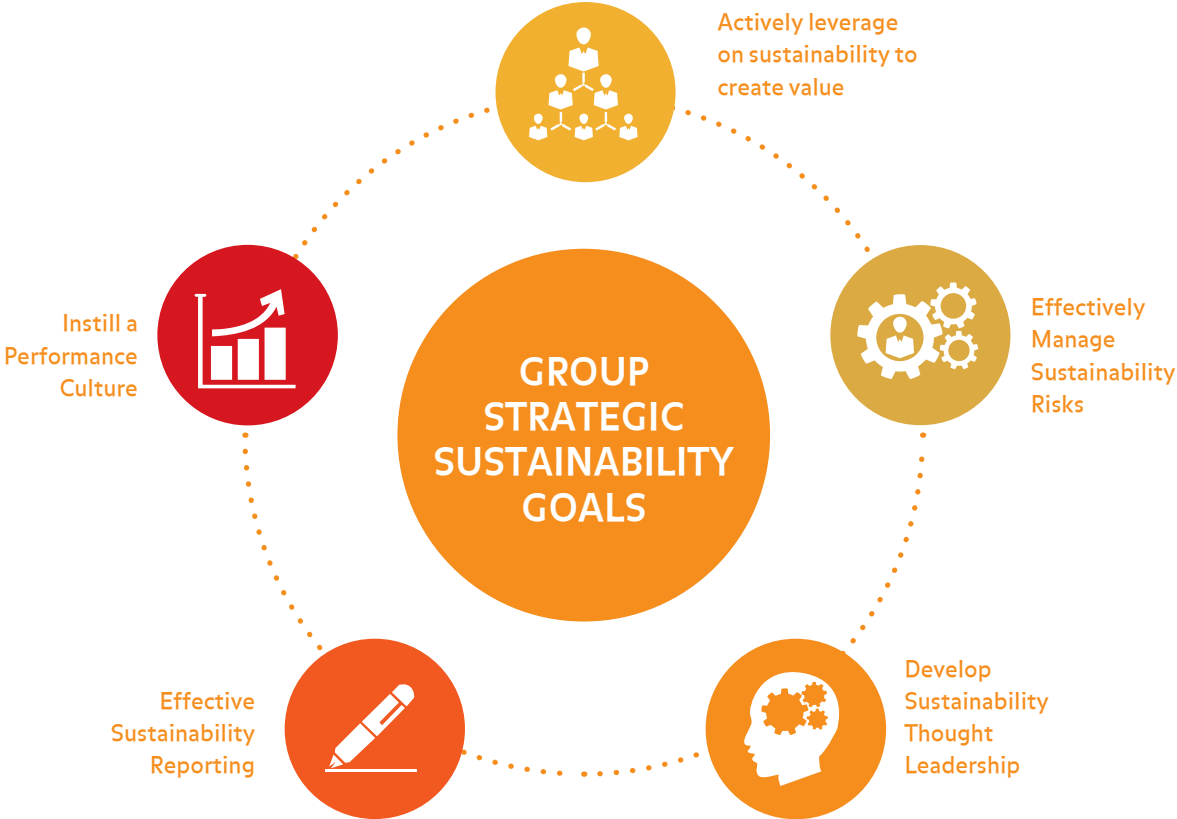 Actively leverage
on sustainability to
create value
Effectively
Manage
Sustainability
Risks
Develop
Sustainability
Thought
Leadership
Effective
Sustainability
Reporting
Instill a
Performance
Culture
GROUP
STRATEGIC
SUSTAINABILITY
GOALS